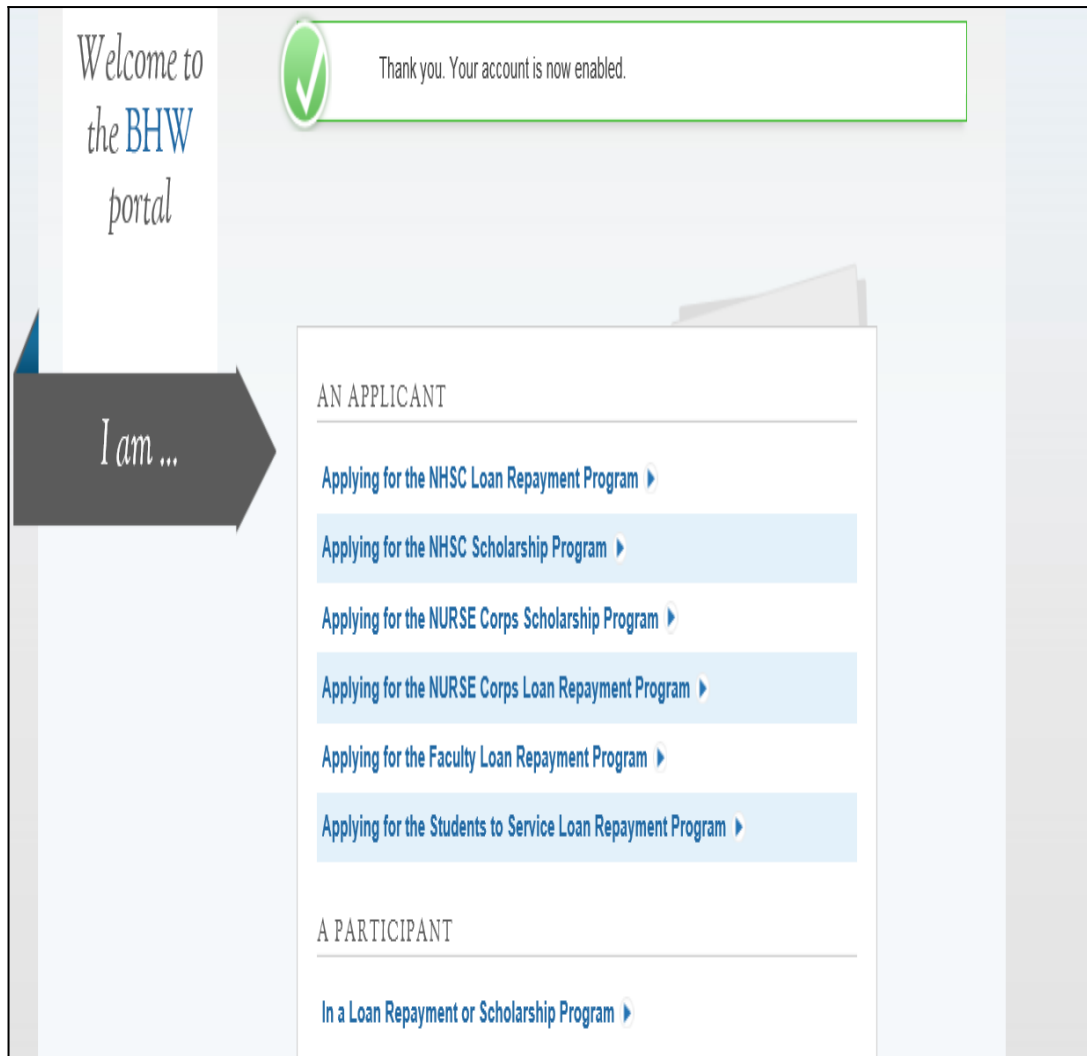 Welcome to
the BHW
portal
Thank you. Your account is now enabled.
I am ...
AN APPLICANT
Applying for the NHSC Loan Repayment Program
Applying for the NHSC Scholarship Program
Applying for the NURSE Corps Scholarship Program
Applying for the NURSE Corps Loan Repayment Program
Applying for the Faculty Loan Repayment Program
Applying for the Students to Service Loan Repayment Program
A PARTICIPANT
In a Loan Repayment or Scholarship Program